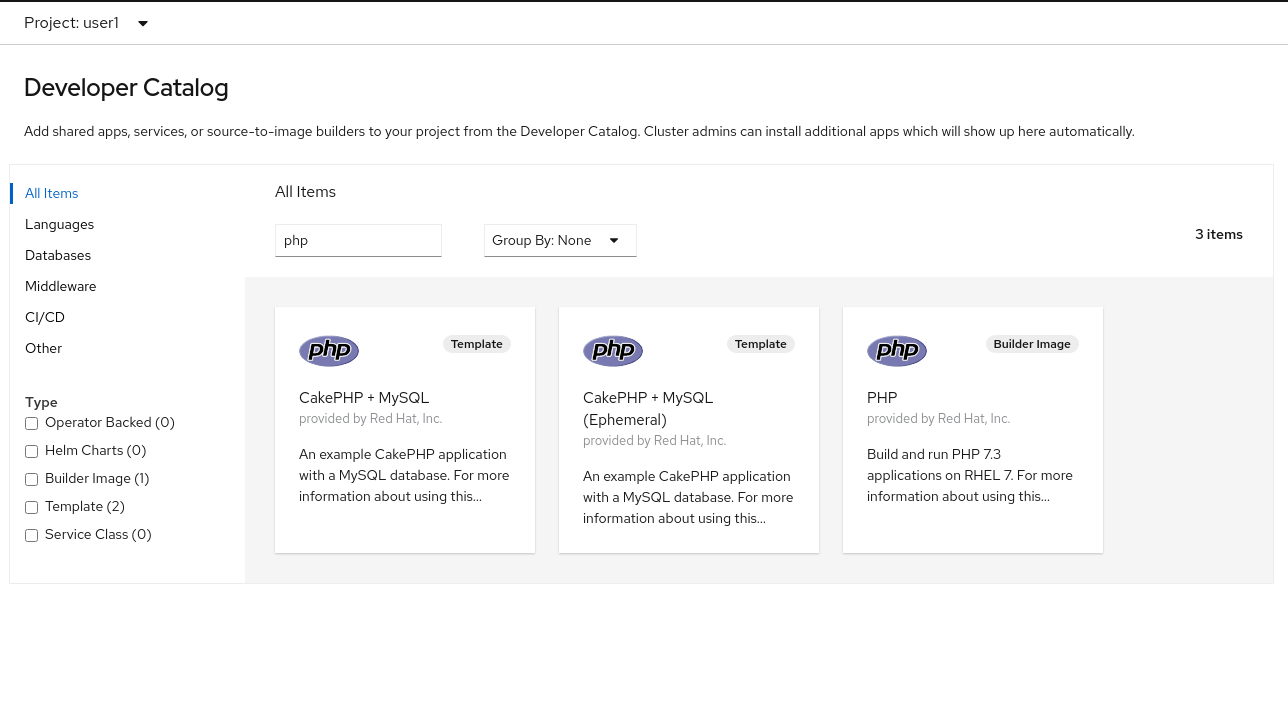 Project: user1
Developer Catalog
Add shared apps, services, or source-to-image builders to your project from the Developer Catalog. Cluster admins can install additional apps which will show up here automatically.
All Items
Languages
Databases
Middleware
CI/CD
Other
Type
Operator Backed (0)
Helm Charts (0)
Builder Image (1)
Template (2)
Service Class (0)
All Items
php
Group By: None
3 items
php
Template
CakePHP + MySQL
provided by Red Hat, Inc.
An example CakePHP application
with a MySQL database. For more
information about using this...
php
Template
CakePHP + MySQL
(Ephemeral)
provided by Red Hat, Inc.
An example CakePHP application
with a MySQL database. For more
information about using this...
php
Builder Image
PHP
provided by Red Hat, Inc.
Build and run PHP 7.3
applications on RHEL 7. For more
information about using this...